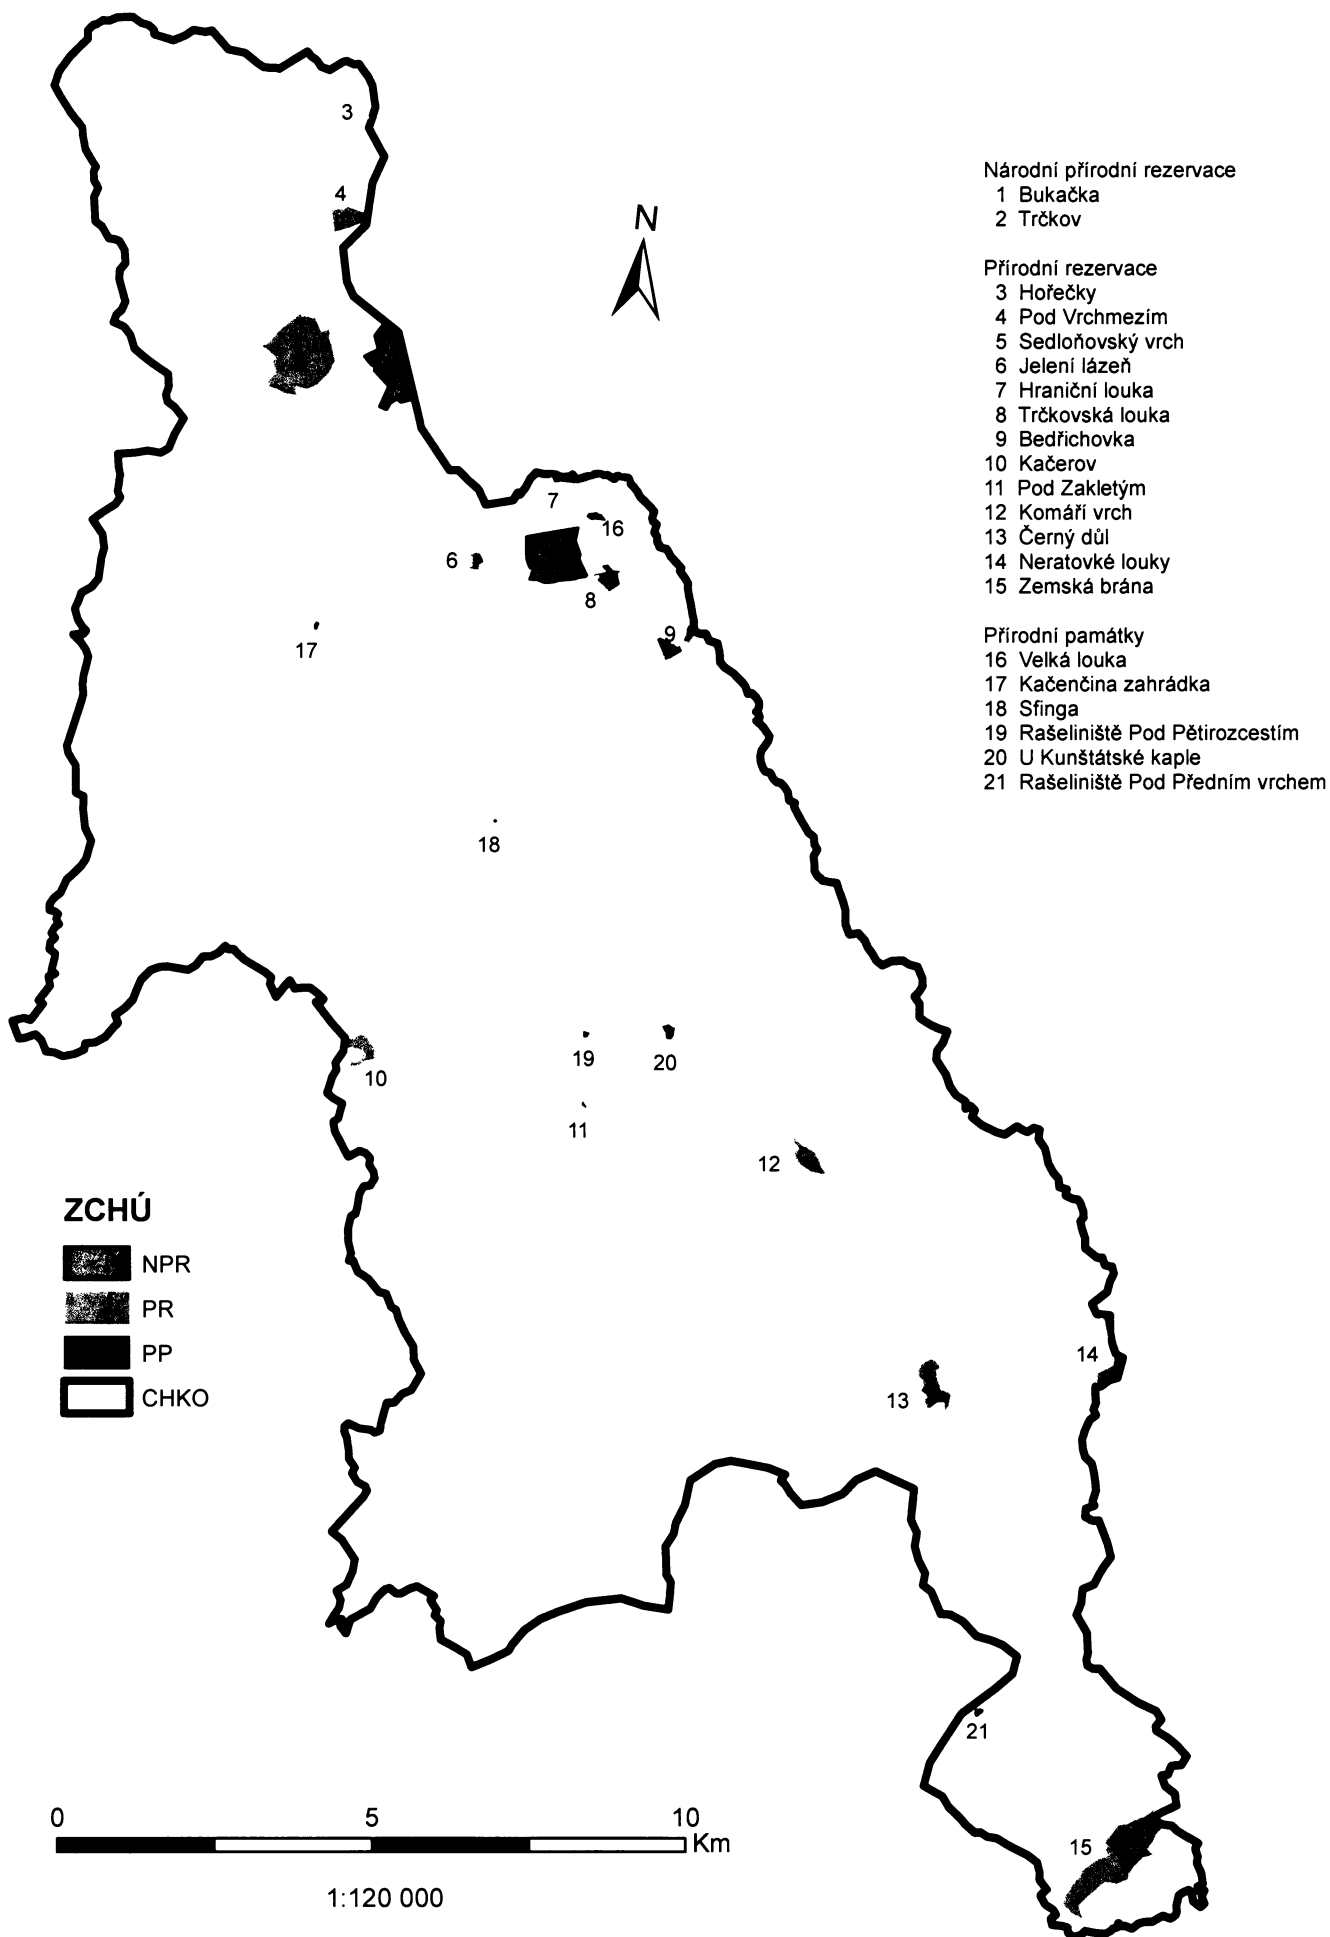 3
4
N
Národní přírodní rezervace
1 Bukačka
2 Trčkov
Přírodní rezervace
3 Hořečky
4 Pod Vrchmezím
5 Sedloňovský vrch
6 Jelení lázeň
7 Hraniční louka
8 Trčkovská louka
9 Bedřichovka
10 Kačerov
11 Pod Zakletým
12 Komáří vrch
13 Černý důl
14 Neratovké louky
15 Zemská brána
Přírodní památky
16 Velká louka
17 Kačenčina zahrádka
18 Sfinga
19 Rašeliniště Pod Pětirozcestím
20 U Kunštátské kaple
21 Rašeliniště Pod Předním vrchem
7
16
6
8
9
17
18
19
20
10
11
12
ZCHÚ
NPR
PR
PP
CHKO
14
13
21
15
0 5 10
Km
1:120 000